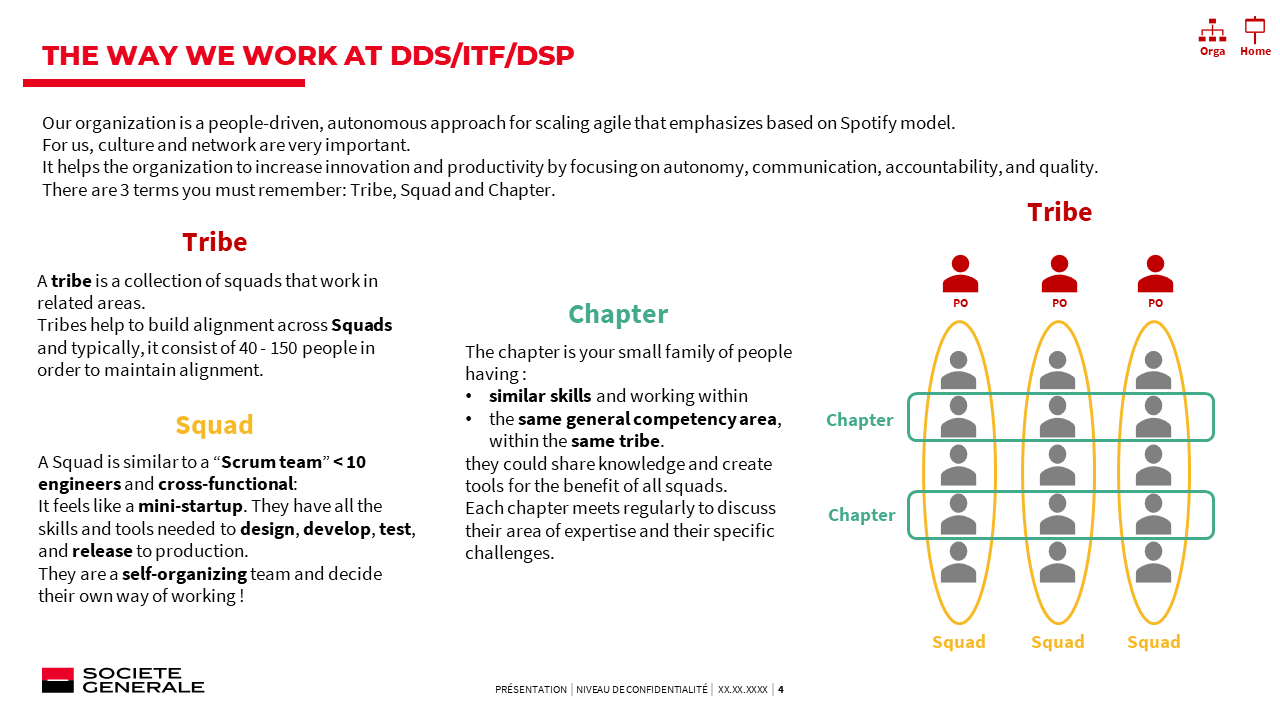 THE WAY WE WORK AT DDS/ITF/DSP
Orga
Home
Our organization is a people-driven, autonomous approach for scaling agile that emphasizes based on Spotify model.
For us, culture and network are very important.
It helps the organization to increase innovation and productivity by focusing on autonomy, communication, accountability, and quality.
There are 3 terms you must remember: Tribe, Squad and Chapter.
Tribe
A tribe is a collection of squads that work in
related areas.
Tribes help to build alignment across Squads
and typically, it consist of 40 - 150 people in
order to maintain alignment.
Squad
A Squad is similar to a “Scrum team” < 10
engineers and cross-functional:
It feels like a mini-startup. They have all the
skills and tools needed to design, develop, test,
and release to production.
They are a self-organizing team and decide
their own way of working !
Chapter
The chapter is your small family of people
having :
• similar skills and working within
• the same general competency area,
within the same tribe.
they could share knowledge and create
tools for the benefit of all squads.
Each chapter meets regularly to discuss
their area of expertise and their specific
challenges.
Tribe
PO
PO
PO
Chapter
Chapter
Squad
Squad
Squad
SOCIETE
GENERALE
PRÉSENTATION | NIVEAU DE CONFIDENTIALITÉ | XX.XX.XXXX | 4